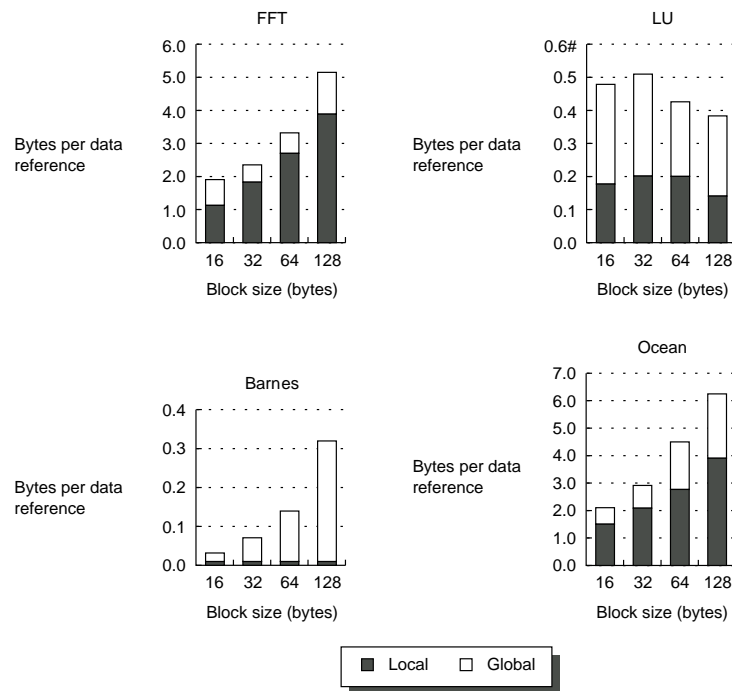 FFT
6.0
5.0
4.0
3.0
2.0
1.0
0.0
Bytes per data
reference
16 32 64 128
Block size (bytes)
LU
0.6#
0.5
0.4
0.3
0.2
0.1
0.0
Bytes per data
reference
16 32 64 128
Block size (bytes)
Barnes
0.4
0.3
0.2
0.1
0.0
Bytes per data
reference
16 32 64 128
Block size (bytes)
Ocean
7.0
6.0
5.0
4.0
3.0
2.0
1.0
0.0
Bytes per data
reference
16 32 64 128
Block size (bytes)
Local Global